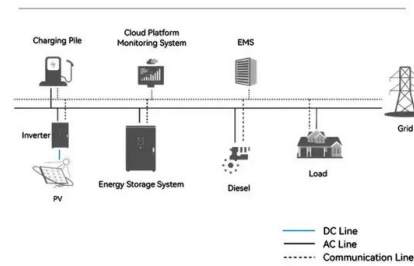 Charging Pile
Cloud Platform
Monitoring System
EMS
Grid
Inverter
PV
Energy Storage System
Diesel
Load
DC Line
AC Line
Communication Line